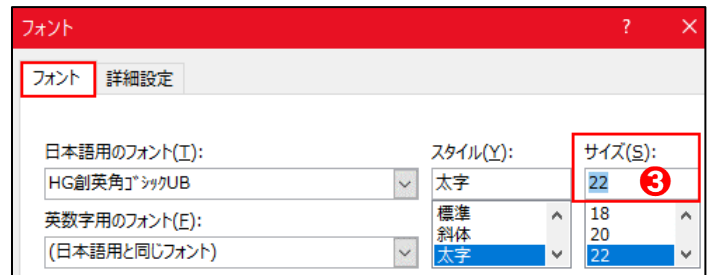 フォント ? ×
フォント 詳細設定
日本語用のフォント(T): スタイル(Y): サイズ(S):
HG創英角ｺﾞｼｯｸUB 太字 22 ❸
英数字用のフォント(F): 標準 18
斜体 20
(日本語用と同じフォント) 太字 22